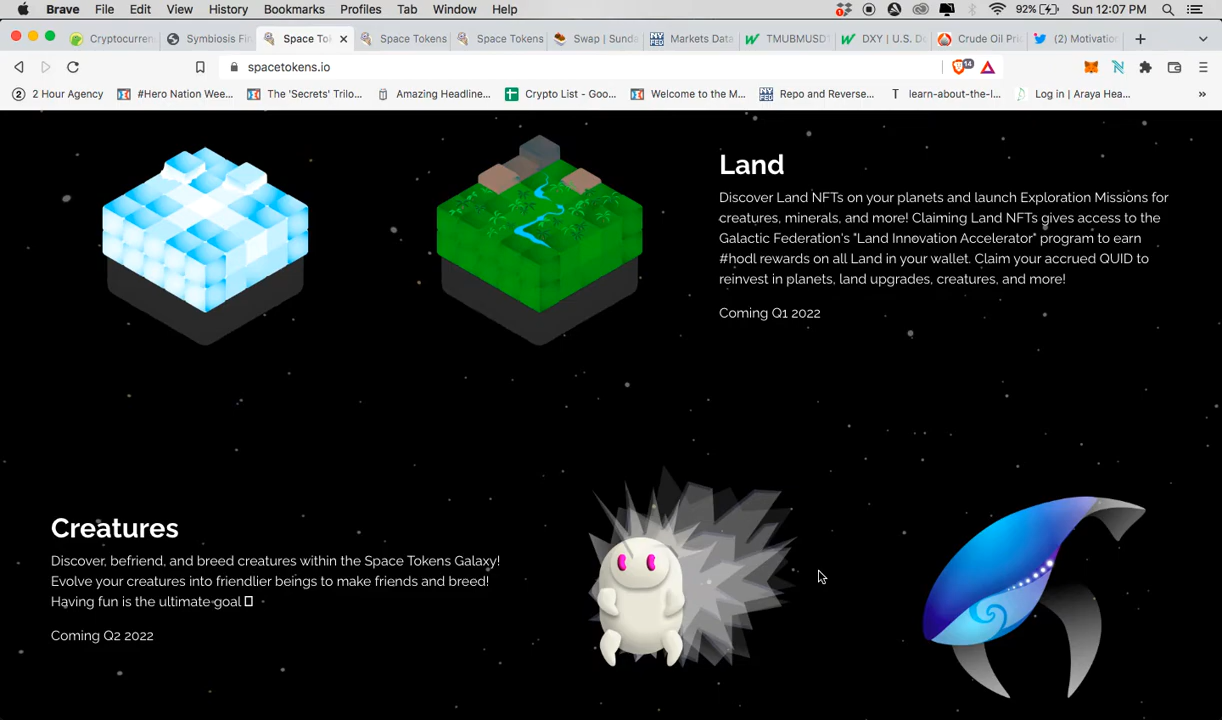 Brave File Edit View History Bookmarks Profiles Tab Window Help 92% Sun 12:07 PM
Cryptocurren Symbiosis Fin Space To Space Tokens Space Tokens Swap | Sunda Markets Data TMUBMUSD1 DXY | U.S. De Crude Oil Pric (2) Motivatio
spacetokens.io 14
2 Hour Agency #Hero Nation Wee... The 'Secrets' Trilo... Amazing Headline... Crypto List - Goo... Welcome to the M... Repo and Reverse... learn-about-the-l... Log in | Araya Hea... »
Land
Discover Land NFTs on your planets and launch Exploration Missions for
creatures, minerals, and more! Claiming Land NFTs gives access to the
Galactic Federation's "Land Innovation Accelerator" program to earn
#hodl rewards on all Land in your wallet. Claim your accrued QUID to
reinvest in planets, land upgrades, creatures, and more!
Coming Q1 2022
Creatures
Discover, befriend, and breed creatures within the Space Tokens Galaxy!
Evolve your creatures into friendlier beings to make friends and breed!
Having fun is the ultimate goal
Coming Q2 2022